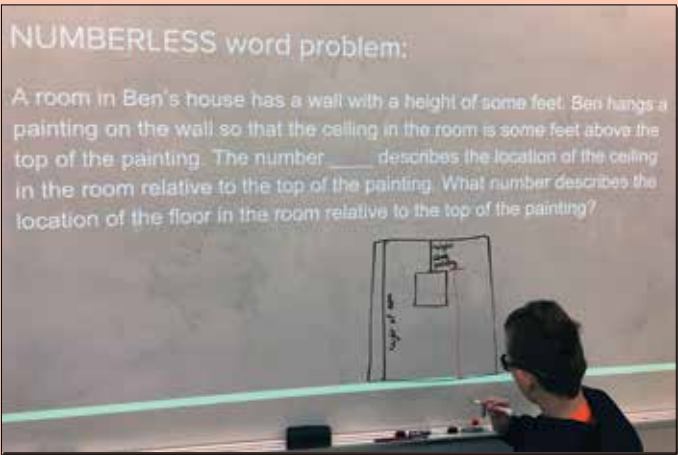 NUMBERLESS word problem:
A room in Ben's house has a wall with a height of some feet. Ben hangs a
painting on the wall so that the ceiling in the room is some feet above the
top of the painting. The number ____ describes the location of the ceiling
in the room relative to the top of the painting. What number describes the
location of the floor in the room relative to the top of the painting?